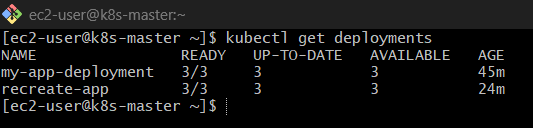 ec2-user@k8s-master:~
[ec2-user@k8s-master ~]$ kubectl get deployments
NAME                READY   UP-TO-DATE   AVAILABLE   AGE
my-app-deployment   3/3     3            3           45m
recreate-app        3/3     3            3           24m
[ec2-user@k8s-master ~]$